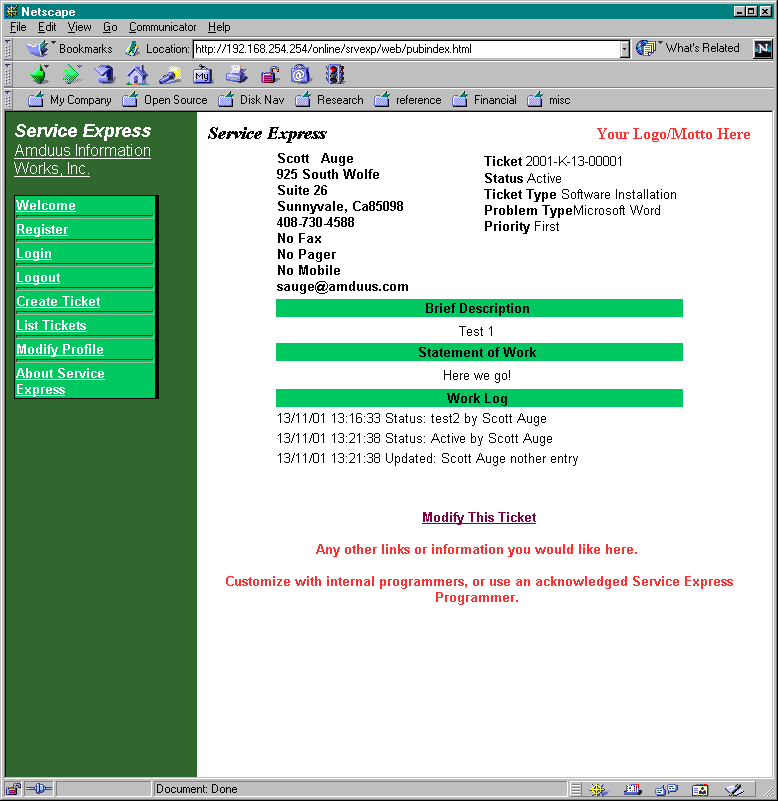 Netscape
File Edit View Go Communicator Help
Bookmarks Location: http://192.168.254.254/online/srvexp/web/pubindex.html What's Related N
My
My Company Open Source Disk Nav Research reference Financial misc
Service Express
Amduus Information
Works, Inc.
Welcome
Register
Login
Logout
Create Ticket
List Tickets
Modify Profile
About Service
Express
Service Express Your Logo/Motto Here
Scott Auge
925 South Wolfe
Suite 26
Sunnyvale, Ca85098
408-730-4588
No Fax
No Pager
No Mobile
sauge@amduus.com
Ticket 2001-K-13-00001
Status Active
Ticket Type Software Installation
Problem TypeMicrosoft Word
Priority First
Brief Description
Test 1
Statement of Work
Here we go!
Work Log
13/11/01 13:16:33 Status: test2 by Scott Auge
13/11/01 13:21:38 Status: Active by Scott Auge
13/11/01 13:21:38 Updated: Scott Auge nother entry
Modify This Ticket
Any other links or information you would like here.
Customize with internal programmers, or use an acknowledged Service Express
Programmer.
Document: Done